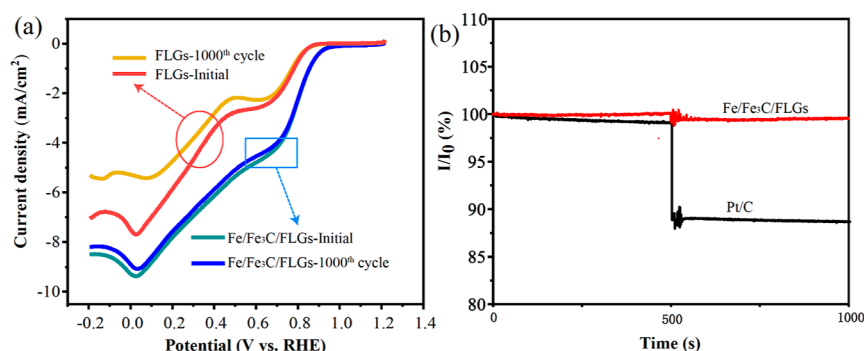 (a)
Current density (mA/cm²)
0
-2
-4
-6
-8
-10
FLGs-1000th cycle
FLGs-Initial
Fe/Fe₃C/FLGs-Initial
Fe/Fe₃C/FLGs-1000th cycle
-0.2 0.0 0.2 0.4 0.6 0.8 1.0 1.2 1.4
Potential (V vs. RHE)
(b)
I/I₀ (%)
110
105
100
95
90
85
80
Fe/Fe₃C/FLGs
Pt/C
0 500 1000
Time (s)